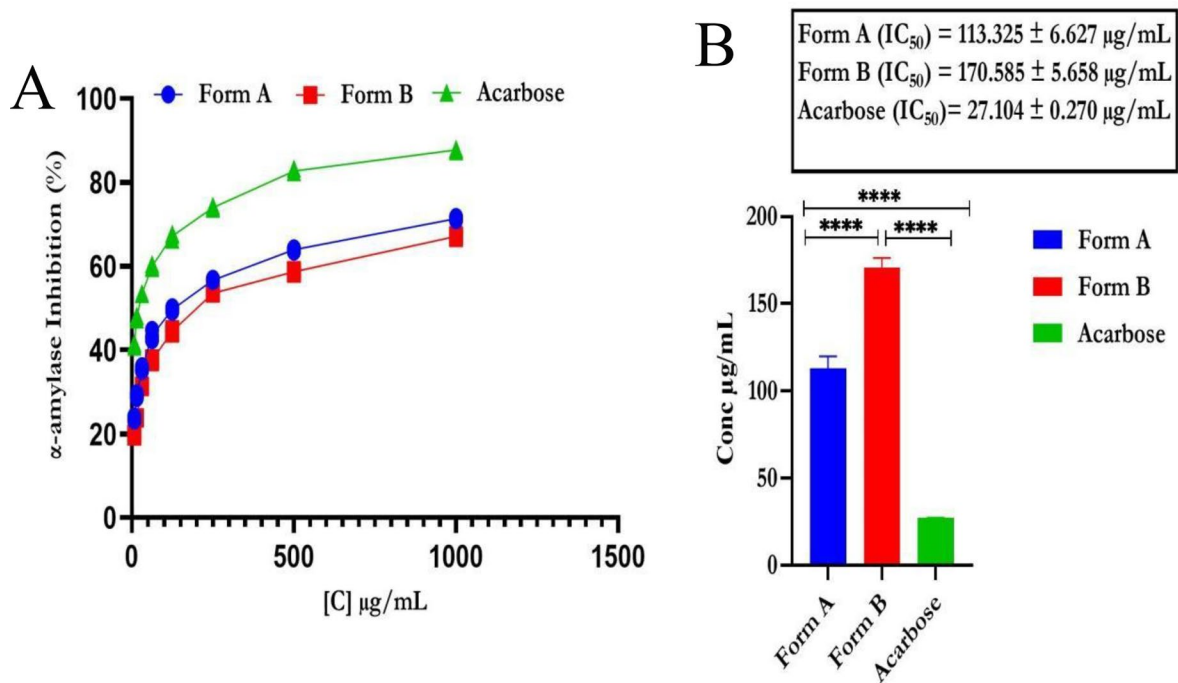 A
Form A
Form B
Acarbose
α-amylase Inhibition (%)
100
80
60
40
20
0
0
500
1000
1500
[C] μg/mL
B
Form A (IC₅₀) = 113.325 ± 6.627 μg/mL
Form B (IC₅₀) = 170.585 ± 5.658 μg/mL
Acarbose (IC₅₀)= 27.104 ± 0.270 μg/mL
****
**** ****
Conc μg/mL
200
150
100
50
0
Form A
Form B
Acarbose
Form A
Form B
Acarbose